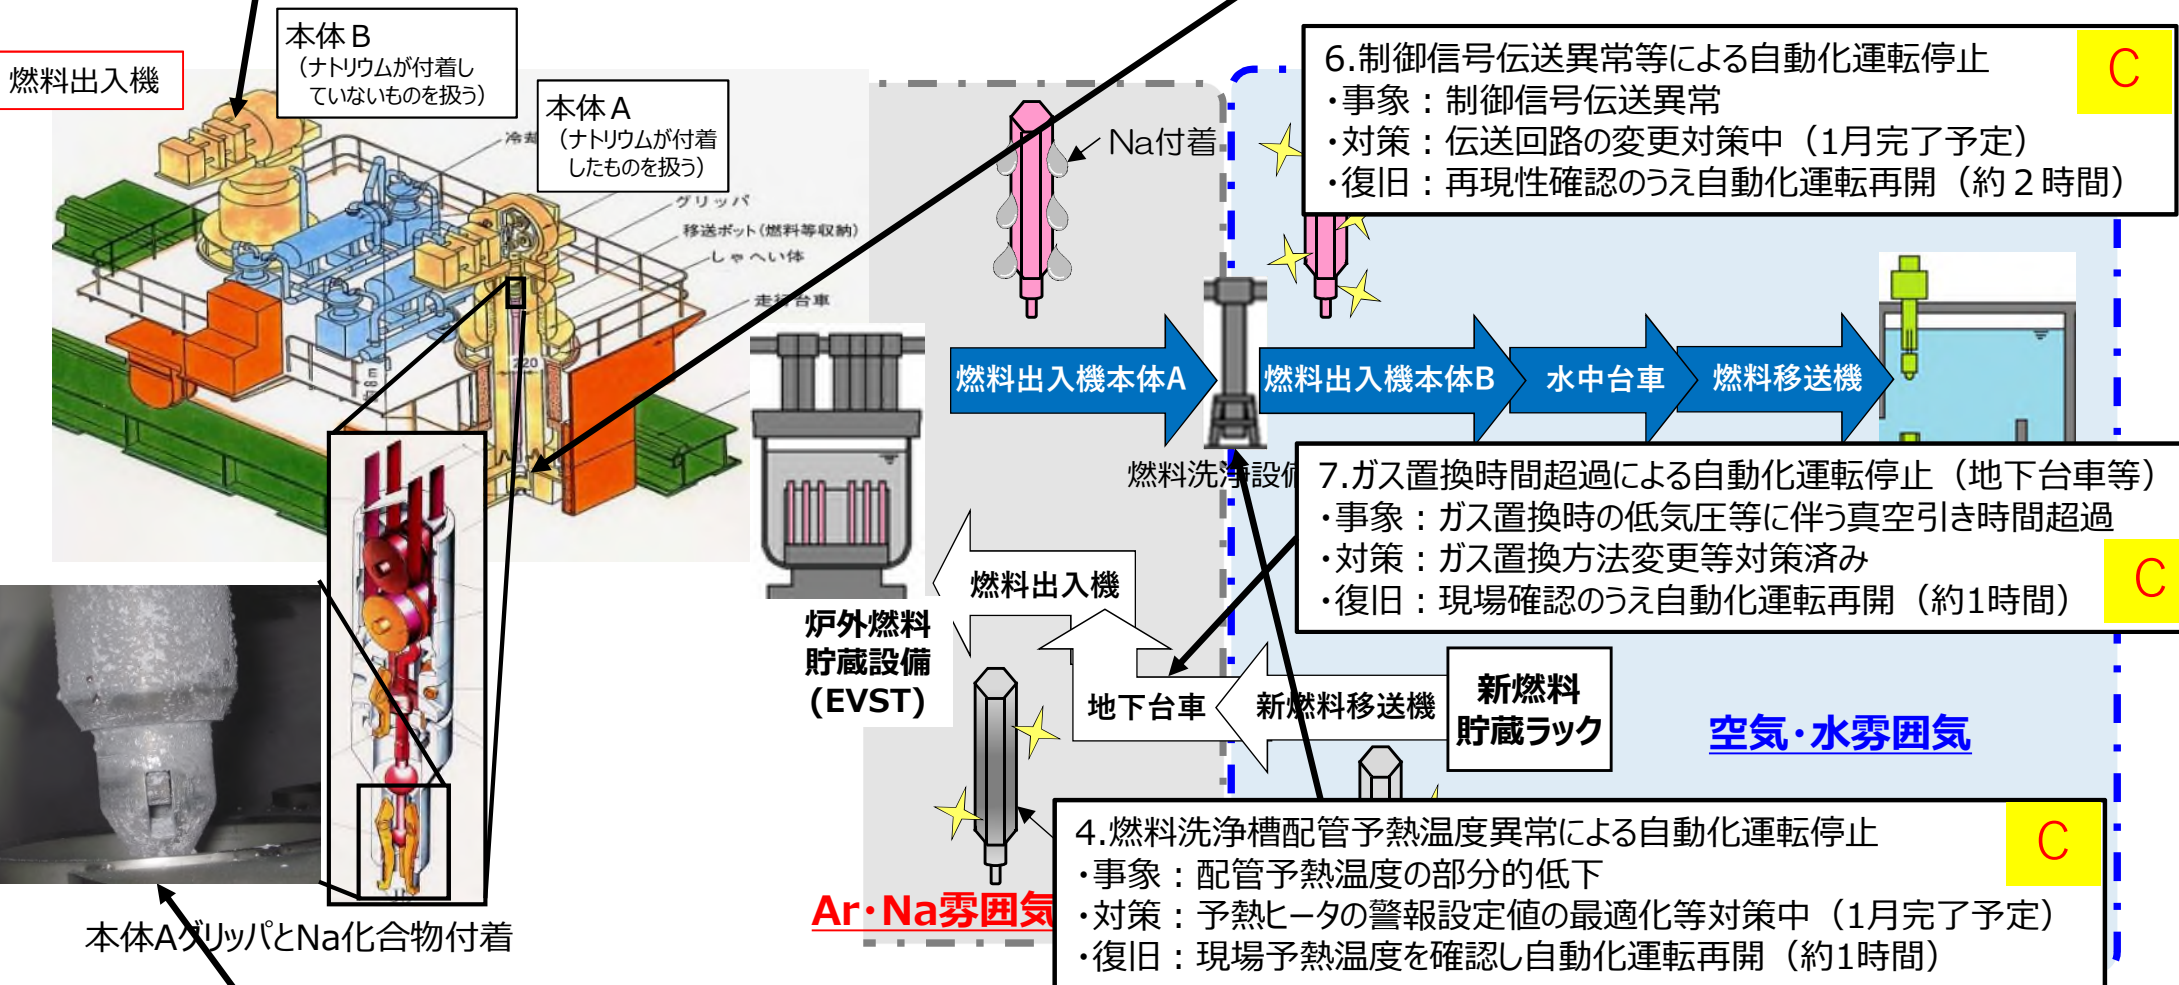 燃料出入機
本体B
（ナトリウムが付着し
ていないものを扱う）
本体A
（ナトリウムが付着
したものを扱う）
冷却
グリッパ
移送ポット(燃料等収納)
しゃへい体
走行台車
220
Na付着
6.制御信号伝送異常等による自動化運転停止
・事象：制御信号伝送異常
・対策：伝送回路の変更対策中（1月完了予定）
・復旧：再現性確認のうえ自動化運転再開（約２時間）
C
燃料出入機本体A
燃料出入機本体B
水中台車
燃料移送機
燃料洗浄設備
7.ガス置換時間超過による自動化運転停止（地下台車等）
・事象：ガス置換時の低気圧等に伴う真空引き時間超過
・対策：ガス置換方法変更等対策済み
・復旧：現場確認のうえ自動化運転再開（約1時間）
C
燃料出入機
炉外燃料
貯蔵設備
(EVST)
地下台車
新燃料移送機
新燃料
貯蔵ラック
空気・水雰囲気
Ar・Na雰囲気
4.燃料洗浄槽配管予熱温度異常による自動化運転停止
・事象：配管予熱温度の部分的低下
・対策：予熱ヒータの警報設定値の最適化等対策中（1月完了予定）
・復旧：現場予熱温度を確認し自動化運転再開（約1時間）
C
本体AグリッパとNa化合物付着